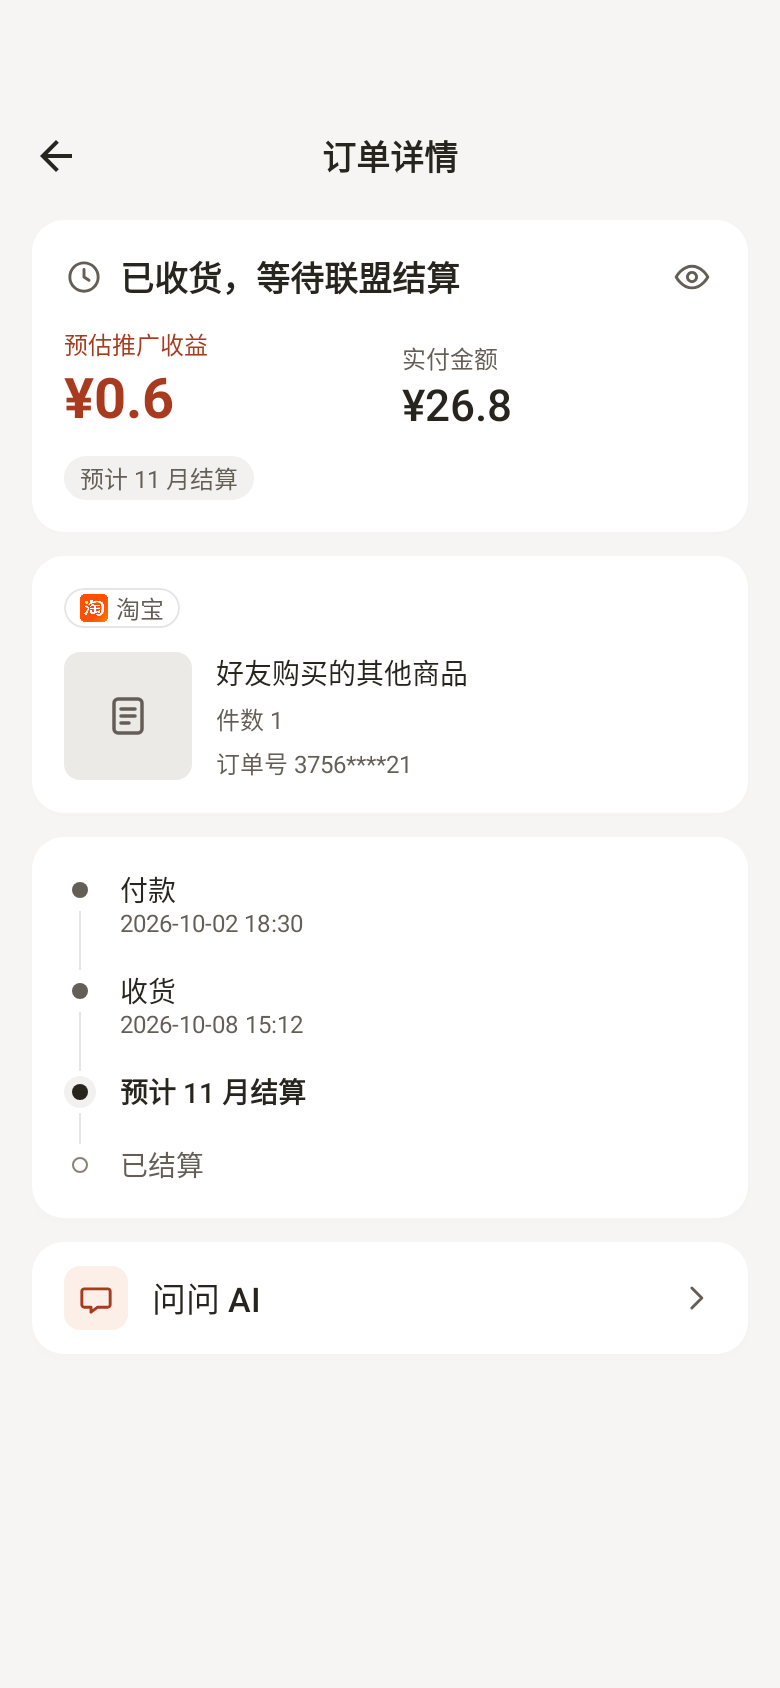 订单详情
已收货，等待联盟结算
预估推广收益
¥0.6
实付金额
¥26.8
预计 11 月结算
淘 淘宝
好友购买的其他商品
件数 1
订单号 3756****21
付款
2026-10-02 18:30
收货
2026-10-08 15:12
预计 11 月结算
已结算
问问 AI